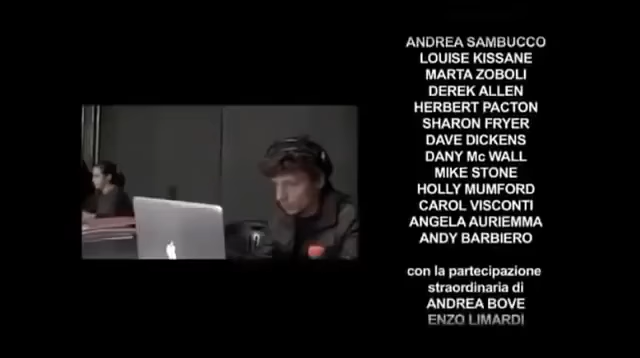 ANDREA SAMBUCCO
LOUISE KISSANE
MARTA ZOBOLI
DEREK ALLEN
HERBERT PACTON
SHARON FRYER
DAVE DICKENS
DANY Mc WALL
MIKE STONE
HOLLY MUMFORD
CAROL VISCONTI
ANGELA AURIEMMA
ANDY BARBIERO
con la partecipazione
straordinaria di
ANDREA BOVE
ENZO LIMARDI